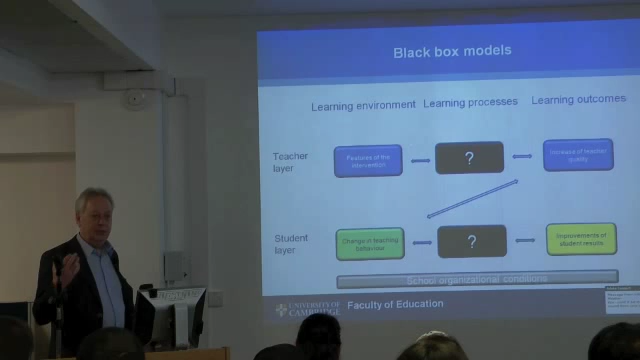 Black box models
Learning environment Learning processes Learning outcomes
Teacher
layer
Features of the
intervention
?
Increase of teacher
quality
Student
layer
Change in teaching
behaviour
?
Improvements of
student results
School organizational conditions
UNIVERSITY OF
CAMBRIDGE
Faculty of Education